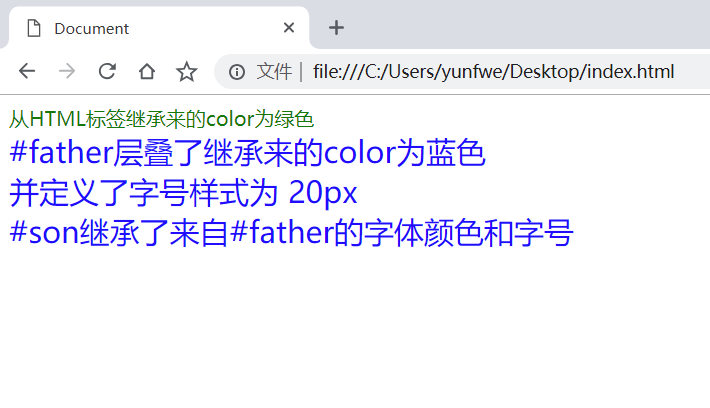 Document
文件 file:///C:/Users/yunfwe/Desktop/index.html
从HTML标签继承来的color为绿色
#father层叠了继承来的color为蓝色
并定义了字号样式为 20px
#son继承了来自#father的字体颜色和字号